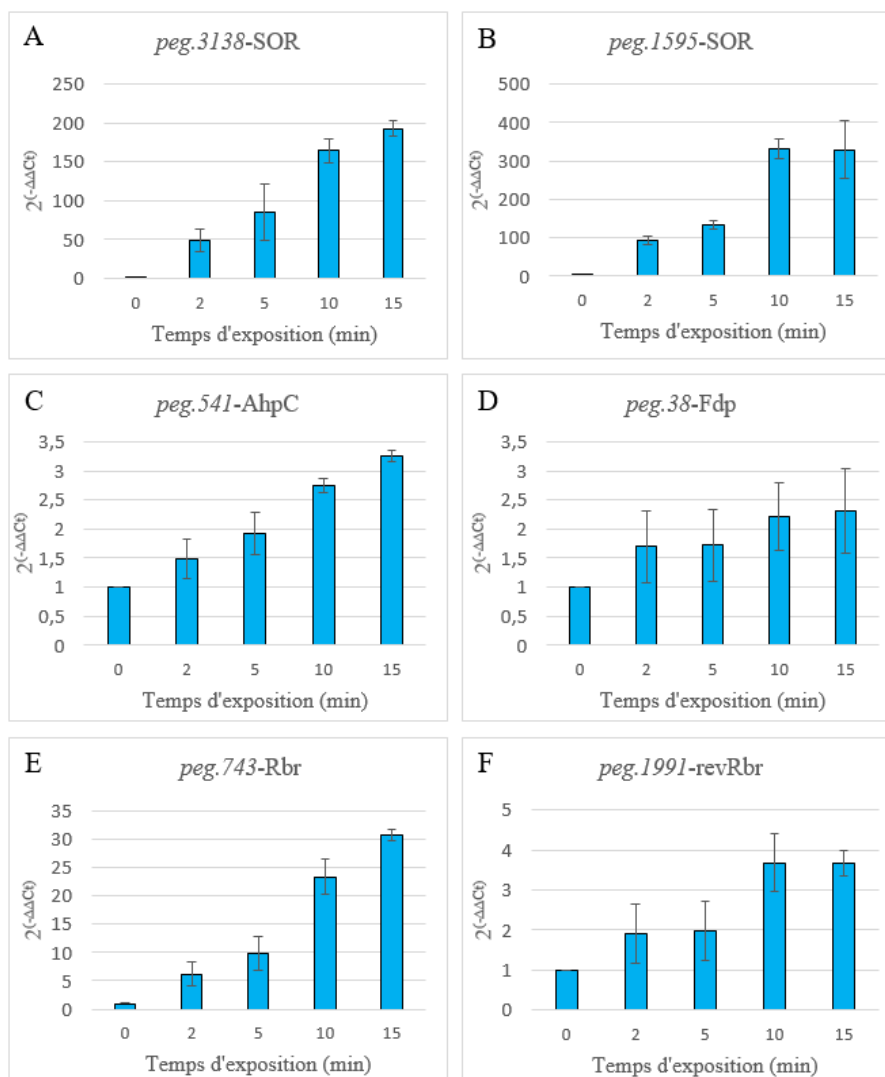 A
peg.3138-SOR
2(-ΔΔCt)
250
200
150
100
50
0
0 2 5 10 15
Temps d'exposition (min)
B
peg.1595-SOR
2(-ΔΔCt)
500
400
300
200
100
0
0 2 5 10 15
Temps d'exposition (min)
C
peg.541-AhpC
2(-ΔΔCt)
3,5
3
2,5
2
1,5
1
0,5
0
0 2 5 10 15
Temps d'exposition (min)
D
peg.38-Fdp
2(-ΔΔCt)
3,5
3
2,5
2
1,5
1
0,5
0
0 2 5 10 15
Temps d'exposition (min)
E
peg.743-Rbr
2(-ΔΔCt)
35
30
25
20
15
10
5
0
0 2 5 10 15
Temps d'exposition (min)
F
peg.1991-revRbr
2(-ΔΔCt)
5
4
3
2
1
0
0 2 5 10 15
Temps d'exposition (min)